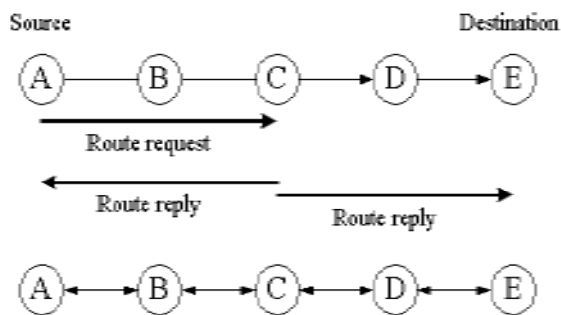 Source Destination
A B C D E
Route request
Route reply
Route reply
A B C D E